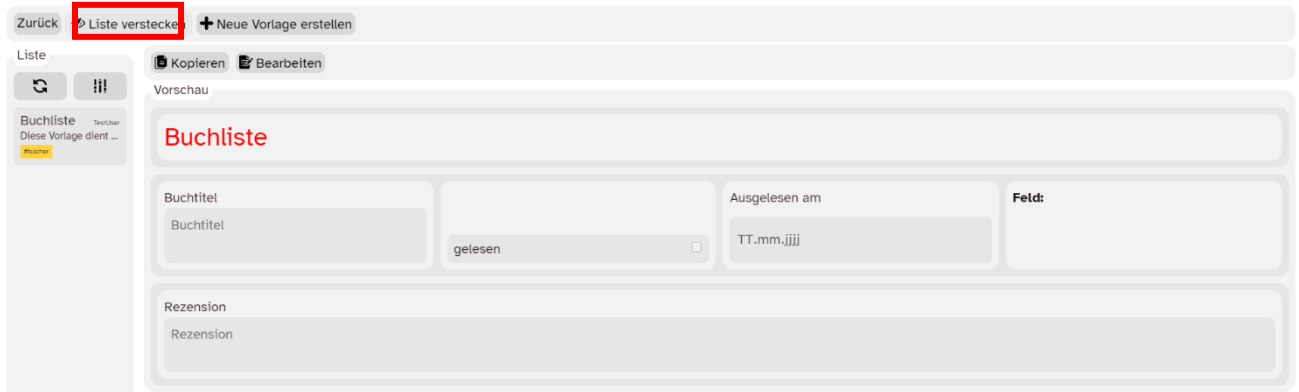 Zurück Liste verstecken Neue Vorlage erstellen
Liste
Kopieren Bearbeiten
Vorschau
Buchliste TestUser
Diese Vorlage dient ...
#bücher
Buchliste
Buchtitel Ausgelesen am Feld:
Buchtitel
TT.mm.jjjj
gelesen
Rezension
Rezension